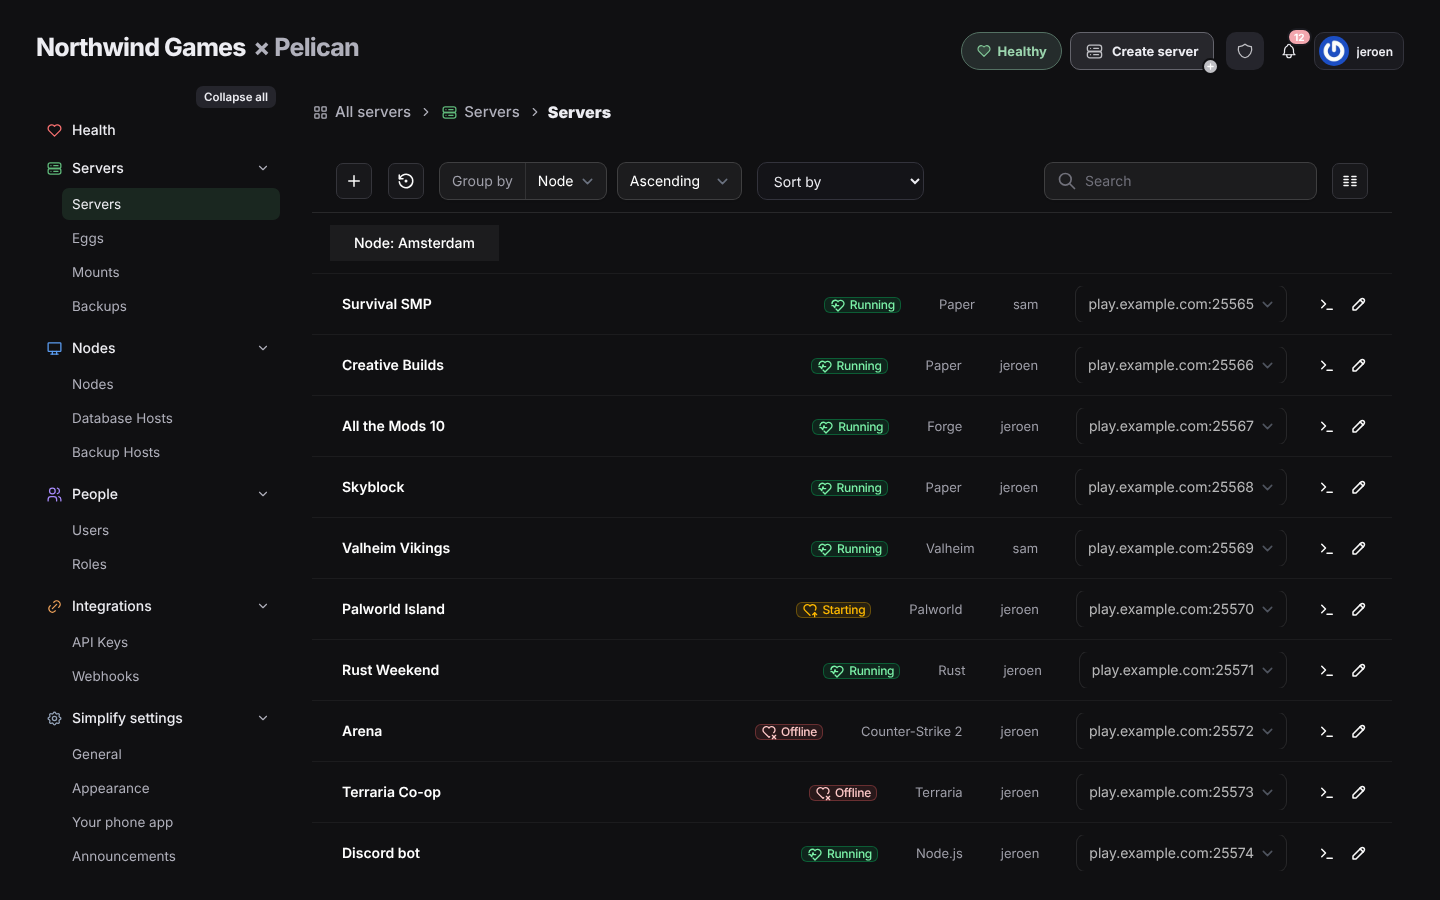 Northwind Games × Pelican
Healthy
Create server
12
jeroen
Collapse all
Health
Servers
Servers
Eggs
Mounts
Backups
Nodes
Nodes
Database Hosts
Backup Hosts
People
Users
Roles
Integrations
API Keys
Webhooks
Simplify settings
General
Appearance
Your phone app
Announcements
All servers > Servers > Servers
Group by Node Ascending Sort by Search
Node: Amsterdam
Survival SMP Running Paper sam play.example.com:25565
Creative Builds Running Paper jeroen play.example.com:25566
All the Mods 10 Running Forge jeroen play.example.com:25567
Skyblock Running Paper jeroen play.example.com:25568
Valheim Vikings Running Valheim sam play.example.com:25569
Palworld Island Starting Palworld jeroen play.example.com:25570
Rust Weekend Running Rust jeroen play.example.com:25571
Arena Offline Counter-Strike 2 jeroen play.example.com:25572
Terraria Co-op Offline Terraria jeroen play.example.com:25573
Discord bot Running Node.js jeroen play.example.com:25574